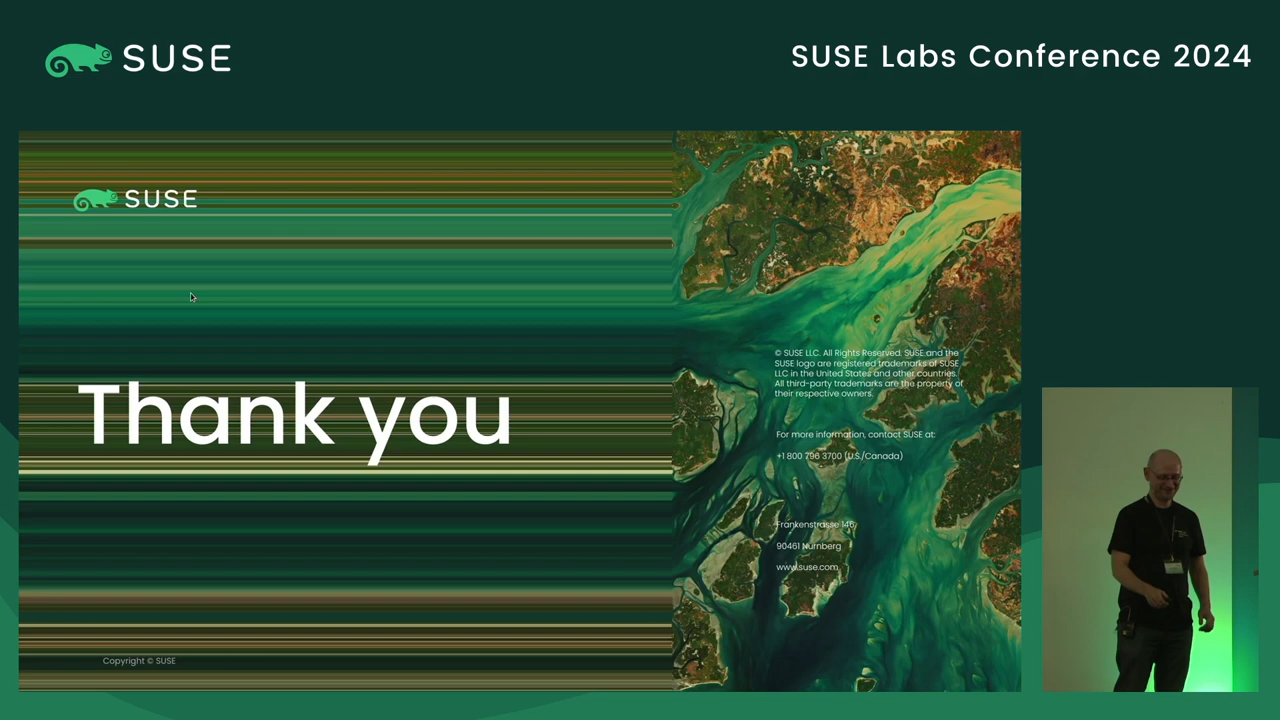 SUSE
SUSE Labs Conference 2024
SUSE
Thank you
© SUSE LLC. All Rights Reserved. SUSE and the
SUSE logo are registered trademarks of SUSE
LLC in the United States and other countries.
All third-party trademarks are the property of
their respective owners.
For more information, contact SUSE at:
+1 800 796 3700 (U.S./Canada)
Frankenstrasse 146
90461 Nürnberg
www.suse.com
Copyright © SUSE